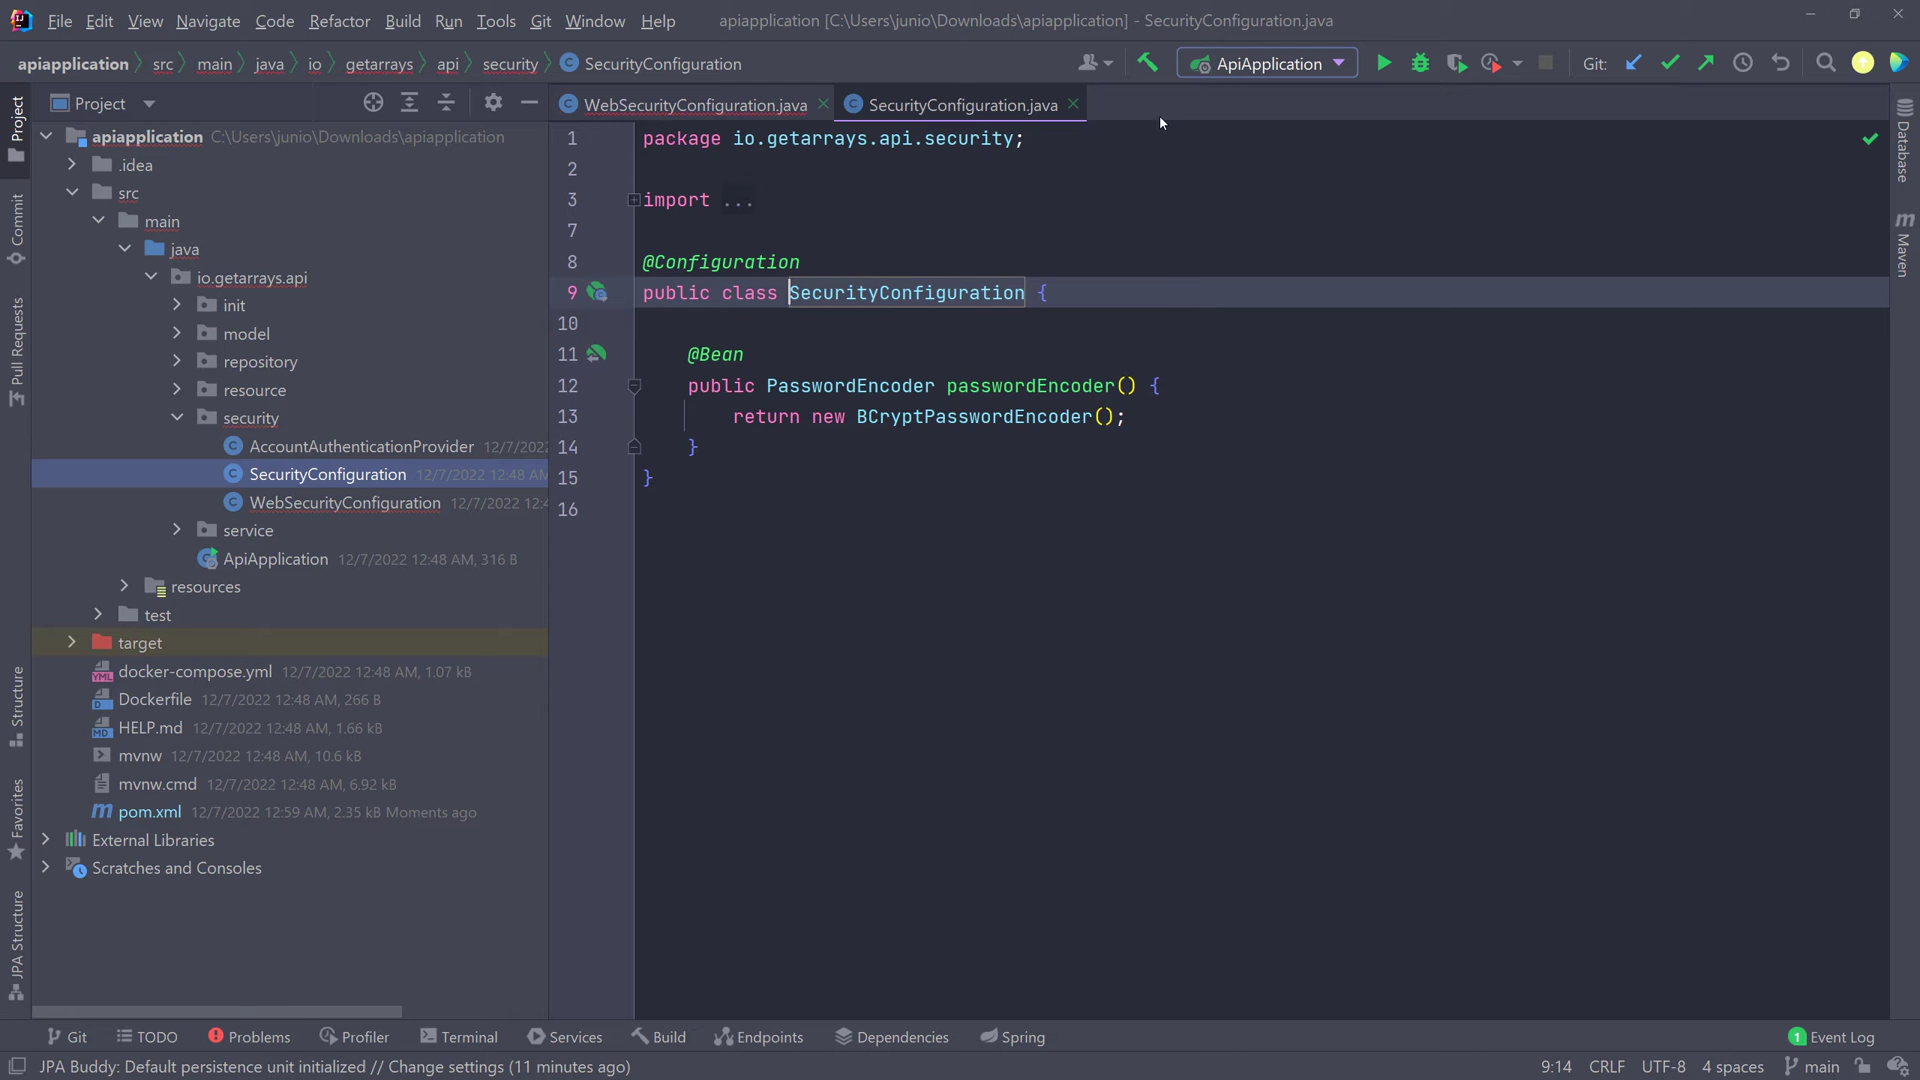 File Edit View Navigate Code Refactor Build Run Tools Git Window Help apiapplication [C:\Users\junio\Downloads\apiapplication] - SecurityConfiguration.java
apiapplication src main java io getarrays api security SecurityConfiguration ApiApplication Git:
Project
WebSecurityConfiguration.java SecurityConfiguration.java
apiapplication C:\Users\junio\Downloads\apiapplication
.idea
src
main
java
io.getarrays.api
init
model
repository
resource
security
AccountAuthenticationProvider 12/7/2022
SecurityConfiguration 12/7/2022 12:48 AM
WebSecurityConfiguration 12/7/2022 12:4
service
ApiApplication 12/7/2022 12:48 AM, 316 B
resources
test
target
docker-compose.yml 12/7/2022 12:48 AM, 1.07 kB
Dockerfile 12/7/2022 12:48 AM, 266 B
HELP.md 12/7/2022 12:48 AM, 1.66 kB
mvnw 12/7/2022 12:48 AM, 10.6 kB
mvnw.cmd 12/7/2022 12:48 AM, 6.92 kB
pom.xml 12/7/2022 12:59 AM, 2.35 kB Moments ago
External Libraries
Scratches and Consoles
1 package io.getarrays.api.security;
2
3 import ...
7
8 @Configuration
9 public class SecurityConfiguration {
10
11 @Bean
12 public PasswordEncoder passwordEncoder() {
13 return new BCryptPasswordEncoder();
14 }
15 }
16
Project
Commit
Pull Requests
Structure
Favorites
JPA Structure
Database
Maven
Git TODO Problems Profiler Terminal Services Build Endpoints Dependencies Spring 1 Event Log
JPA Buddy: Default persistence unit initialized // Change settings (11 minutes ago) 9:14 CRLF UTF-8 4 spaces main